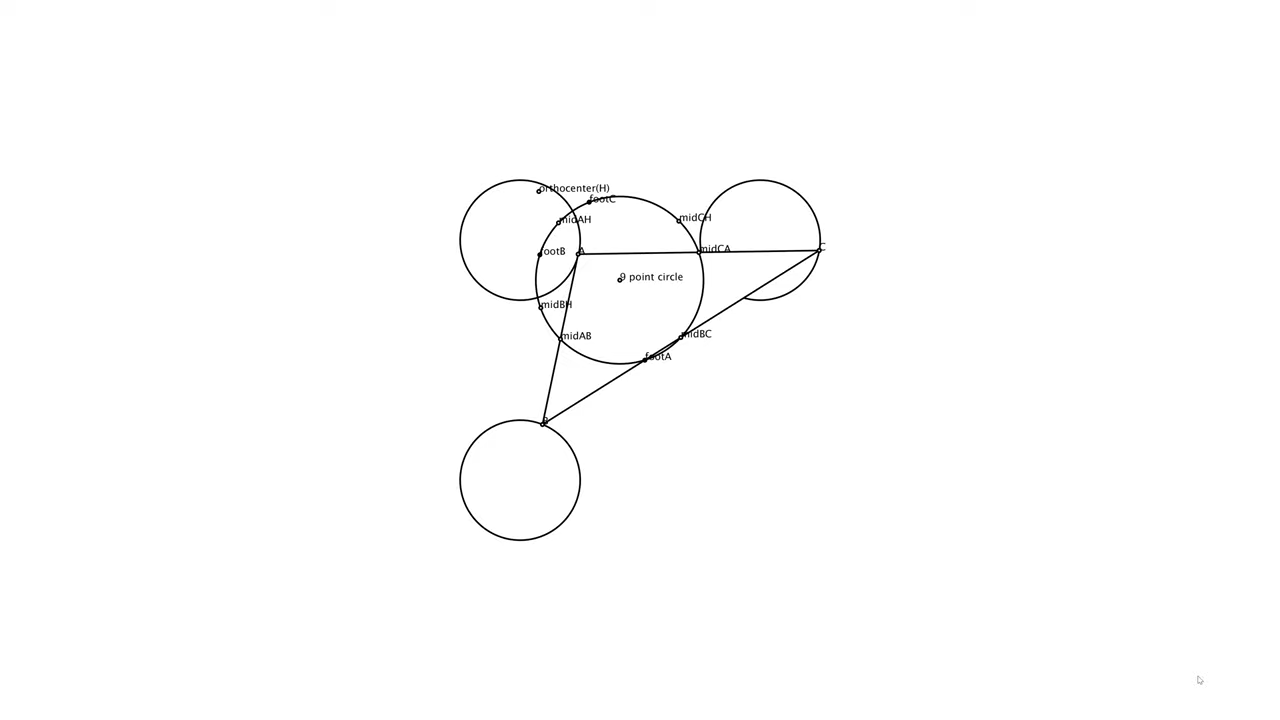 orthocenter(H)
footC
midAH
midCH
midCA
C
ootB
A
9 point circle
midBH
midAB
midBC
footA
B